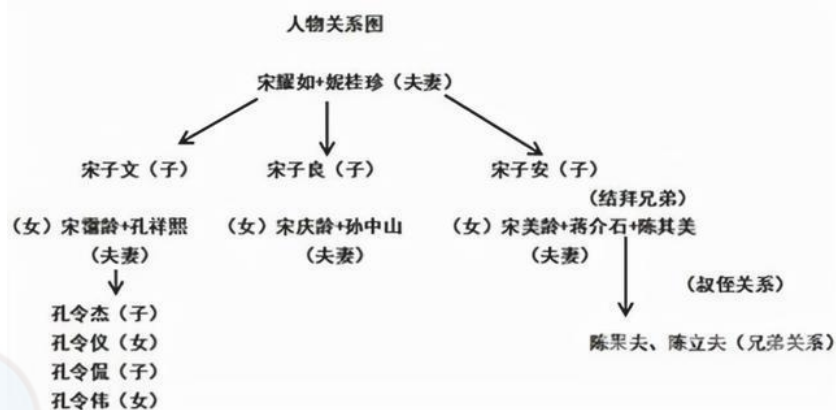 人物关系图
宋耀如+妮桂珍（夫妻）
宋子文（子） 宋子良（子） 宋子安（子）
（结拜兄弟）
（女）宋霭龄+孔祥熙 （女）宋庆龄+孙中山 （女）宋美龄+蒋介石+陈其美
（夫妻） （夫妻） （夫妻）
（叔侄关系）
孔令杰（子）
孔令仪（女） 陈果夫、陈立夫（兄弟关系）
孔令侃（子）
孔令伟（女）